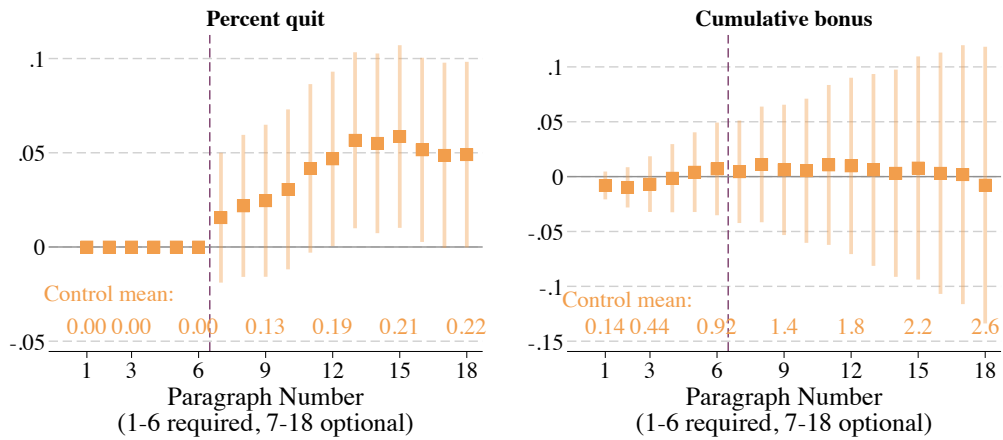 Percent quit
.1
.05
0
-.05
Control mean:
0.00 0.00 0.00 0.13 0.19 0.21 0.22
1 3 6 9 12 15 18
Paragraph Number
(1-6 required, 7-18 optional)
Cumulative bonus
.1
.05
0
-.05
-.1
-.15
Control mean:
0.14 0.44 0.92 1.4 1.8 2.2 2.6
1 3 6 9 12 15 18
Paragraph Number
(1-6 required, 7-18 optional)